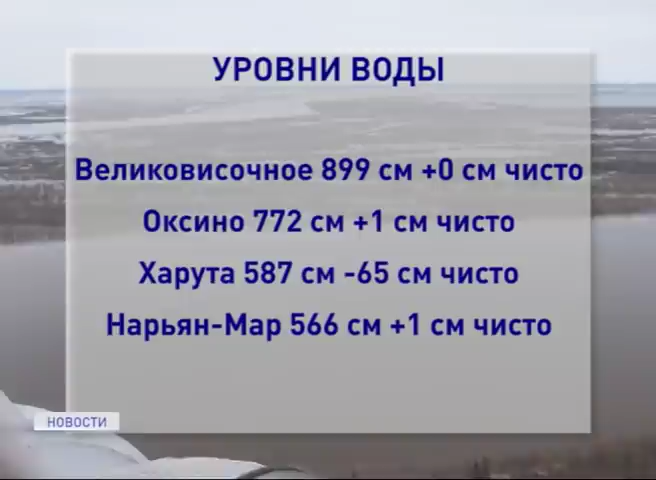 УРОВНИ ВОДЫ
Великовисочное 899 см +0 см чисто
Оксино 772 см +1 см чисто
Харута 587 см -65 см чисто
Нарьян-Мар 566 см +1 см чисто
НОВОСТИ